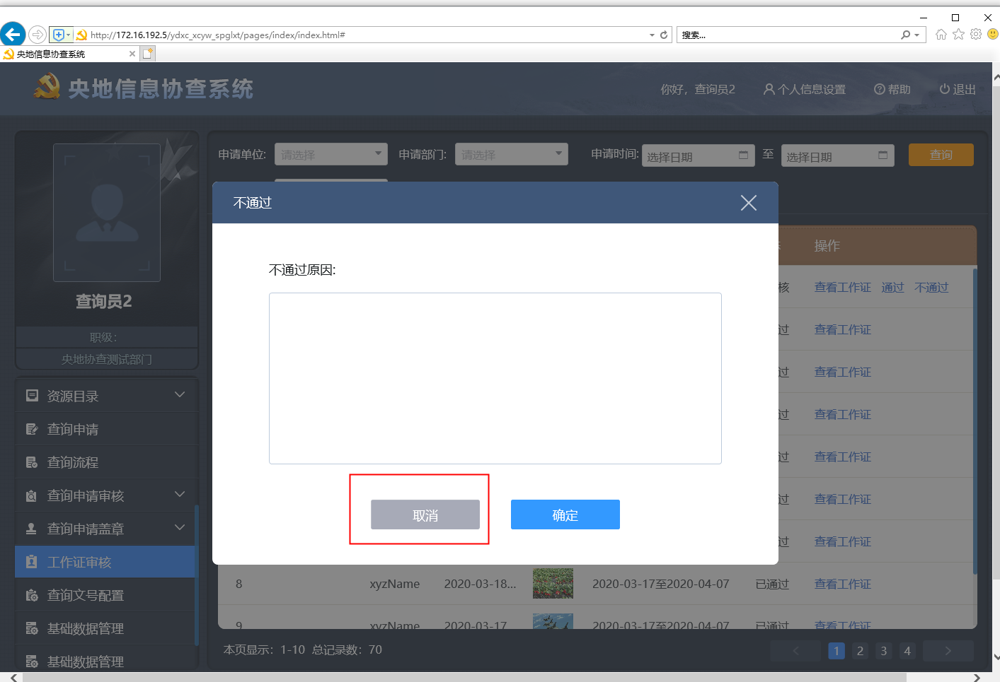 http://172.16.192.5/ydxc_xcyw_spglxt/pages/index/index.html#
搜索...
央地信息协查系统
央地信息协查系统
你好，查询员2 个人信息设置 帮助 退出
申请单位: 请选择 申请部门: 请选择 申请时间: 选择日期 至 选择日期 查询
不通过
不通过原因:
取消 确定
操作
核 查看工作证 通过 不通过
过 查看工作证
过 查看工作证
过 查看工作证
过 查看工作证
过 查看工作证
过 查看工作证
8 xyzName 2020-03-18... 2020-03-17至2020-04-07 已通过 查看工作证
9 xyzName 2020-03-17 2020-03-17至2020-04-07 已通过 查看工作证
本页显示：1-10 总记录数：70
1 2 3 4
查询员2
职级：
央地协查测试部门
资源目录
查询申请
查询流程
查询申请审核
查询申请盖章
工作证审核
查询文号配置
基础数据管理
基础数据管理